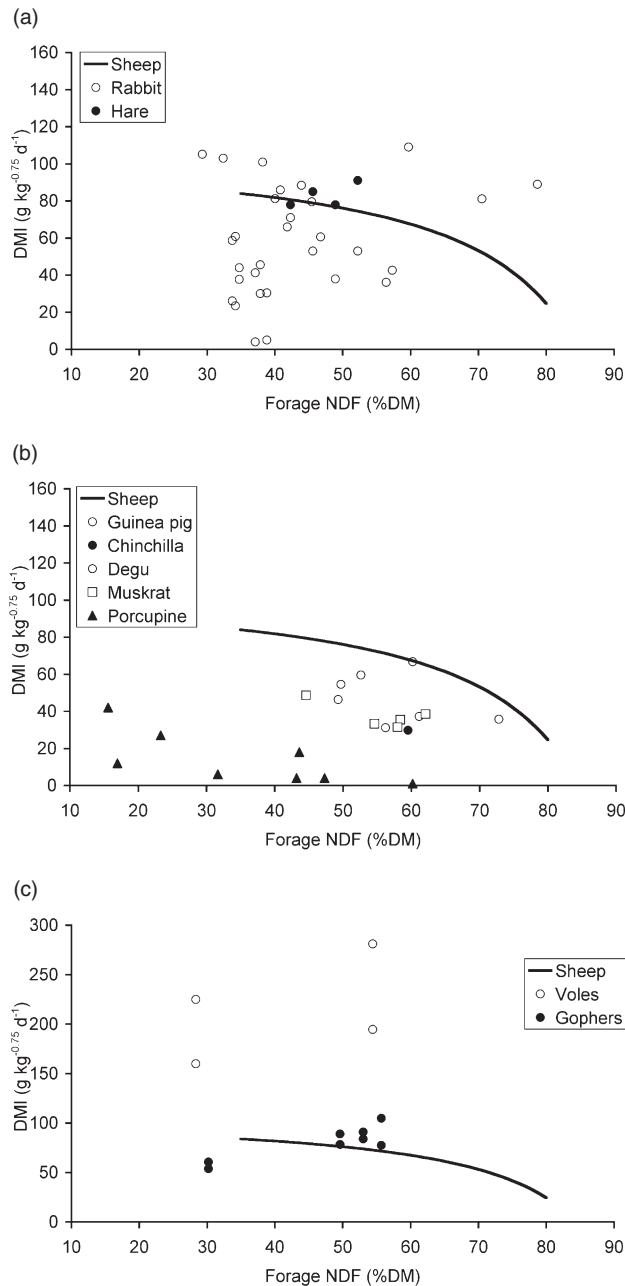 (a)
160
140
120
100
80
60
40
20
0
DMI (g kg⁻⁰·⁷⁵ d⁻¹)
Sheep
Rabbit
Hare
10 20 30 40 50 60 70 80 90
Forage NDF (%DM)
(b)
160
140
120
100
80
60
40
20
0
DMI (g kg⁻⁰·⁷⁵ d⁻¹)
Sheep
Guinea pig
Chinchilla
Degu
Muskrat
Porcupine
10 20 30 40 50 60 70 80 90
Forage NDF (%DM)
(c)
300
250
200
150
100
50
0
DMI (g kg⁻⁰·⁷⁵ d⁻¹)
Sheep
Voles
Gophers
10 20 30 40 50 60 70 80 90
Forage NDF (%DM)